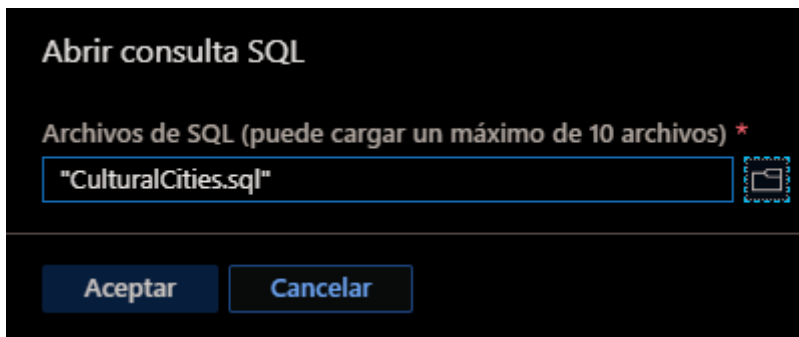 Abrir consulta SQL
Archivos de SQL (puede cargar un máximo de 10 archivos) *
"CulturalCities.sql"
Aceptar Cancelar